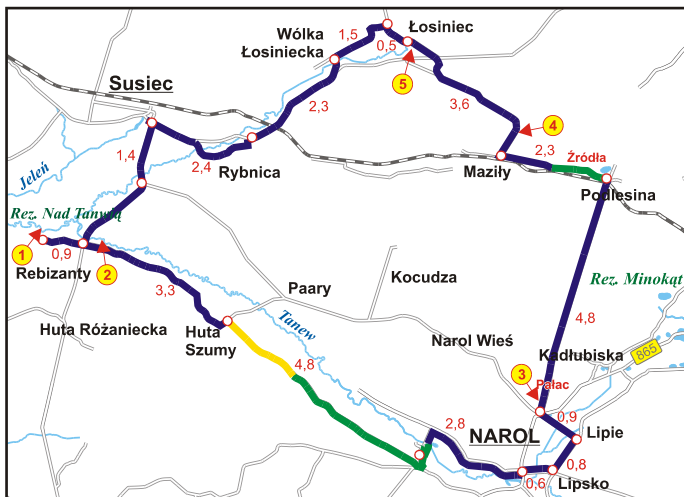 Wólka
Łosiniecka
1,5
0,5
Łosiniec
5
Susiec
2,3
3,6
4
1,4
2,4
Rybnica
2,3
Maziły
Źródła
Podlesina
Jeleń
Rez. Nad Tanwią
1
0,9
2
Rebizanty
3,3
Paary
Kocudza
Rez. Minokąt
Tanew
4,8
Huta Różaniecka
Huta
Szumy
Narol Wieś
Kadłubiska
865
4,8
3
Pałac
0,9
2,8
NAROL
Lipie
0,8
0,6
Lipsko